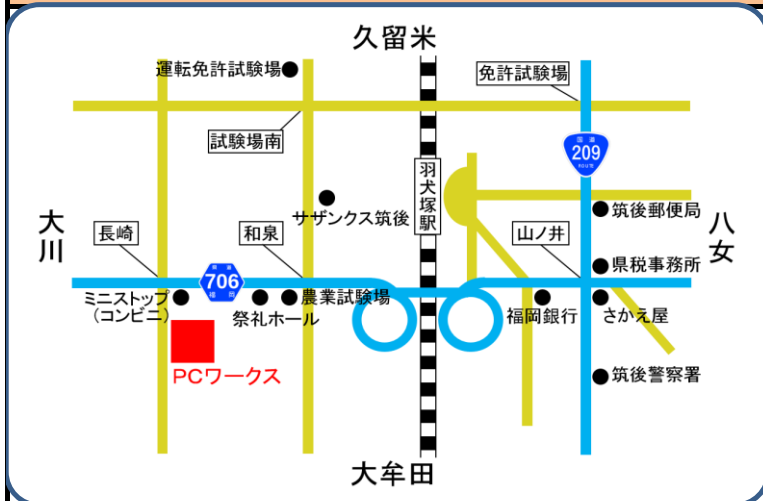 久留米
運転免許試験場
免許試験場
試験場南
国道
209
ROUTE
羽犬塚駅
サザンクス筑後
筑後郵便局
大川
八女
長崎
和泉
山ノ井
県税事務所
706
福岡
ミニストップ
(コンビニ)
祭礼ホール
農業試験場
福岡銀行
さかえ屋
PCワークス
筑後警察署
大牟田